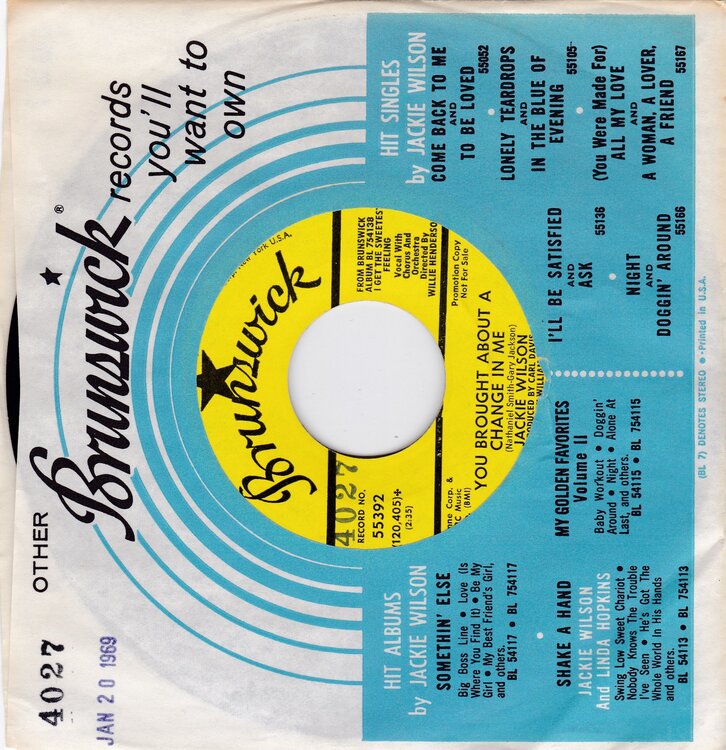 4027
JAN 20 1969
OTHER
Brunswick® records
you'll
want to
own
HIT ALBUMS
by JACKIE WILSON
SOMETHIN' ELSE
Big Boss Line • Love (Is
Where You Find It) • Be My
Girl • My Best Friend's Girl,
and others.
BL 54117 • BL 754117
SHAKE A HAND
JACKIE WILSON
And LINDA HOPKINS
Swing Low Sweet Chariot •
Nobody Knows The Trouble
I've Seen • He's Got The
Whole World In His Hands
and others.
BL 54113 • BL 754113
MY GOLDEN FAVORITES
Volume II
Baby Workout • Doggin'
Around • Night • Alone At
Last, and others.
BL 54115 • BL 754115
HIT SINGLES
by JACKIE WILSON
COME BACK TO ME
AND
TO BE LOVED
55052
LONELY TEARDROPS
AND
IN THE BLUE OF
EVENING
55105
(You Were Made For)
ALL MY LOVE
AND
A WOMAN, A LOVER,
A FRIEND
55167
I'LL BE SATISFIED
AND
ASK
55136
NIGHT
AND
DOGGIN' AROUND
55166
(BL 7) DENOTES STEREO • Printed in U.S.A.
New York U.S.A.
Brunswick
4027
RECORD NO.
55392
(120,405)+
(2:35)
Music
(BMI)
FROM BRUNSWICK
ALBUM BL 754138
I GET THE SWEETEST
FEELING
Vocal With
Chorus And
Orchestra
Directed By
WILLIE HENDERSO
Promotion Copy
Not For Sale
YOU BROUGHT ABOUT A
CHANGE IN ME
(Nathaniel Smith-Gary Jackson)
JACKIE WILSON
PRODUCED BY CARL DAVIS